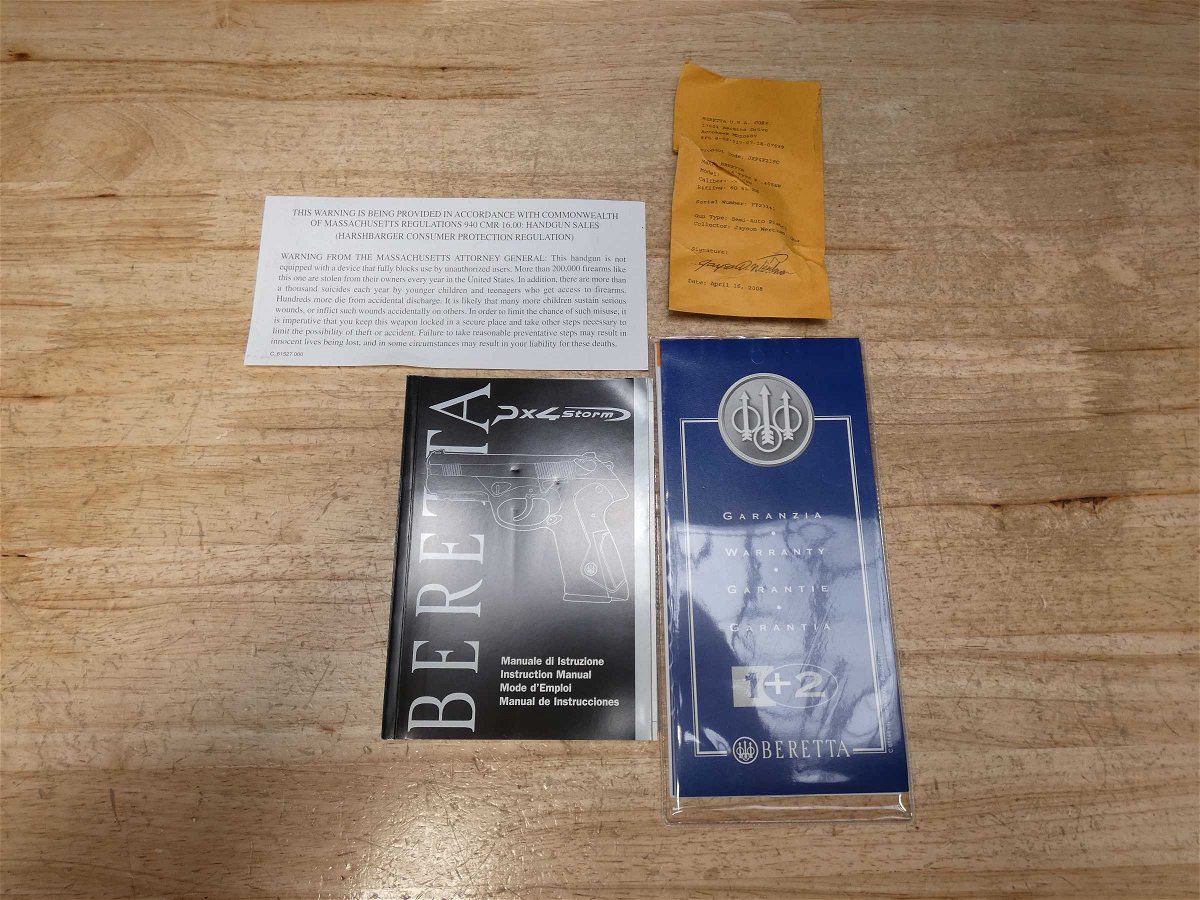 THIS WARNING IS BEING PROVIDED IN ACCORDANCE WITH COMMONWEALTH
OF MASSACHUSETTS REGULATIONS 940 CMR 16.00: HANDGUN SALES
(HARSHBARGER CONSUMER PROTECTION REGULATION)
WARNING FROM THE MASSACHUSETTS ATTORNEY GENERAL: This handgun is not
equipped with a device that fully blocks use by unauthorized users. More than 200,000 firearms like
this one are stolen from their owners every year in the United States. In addition, there are more than
a thousand suicides each year by younger children and teenagers who get access to firearms.
Hundreds more die from accidental discharge. It is likely that many more children sustain serious
wounds, or inflict such wounds accidentally on others. In order to limit the chance of such misuse, it
is imperative that you keep this weapon locked in a secure place and take other steps necessary to
limit the possibility of theft or accident. Failure to take reasonable preventative steps may result in
innocent lives being lost, and in some circumstances may result in your liability for these deaths.
C_61527 000
BERETTA U.S.A. CORP
Drive
Product Code:
Model:
Serial Number:
Gun Type: Semi-Auto
Collector: Jayson
Signature:
Date: April 16, 2008
BERETTA
Px4 Storm
Manuale di Istruzione
Instruction Manual
Mode d'Emploi
Manual de Instrucciones
GARANZIA
•
WARRANTY
•
GARANTIE
•
GARANTIA
1+2
BERETTA